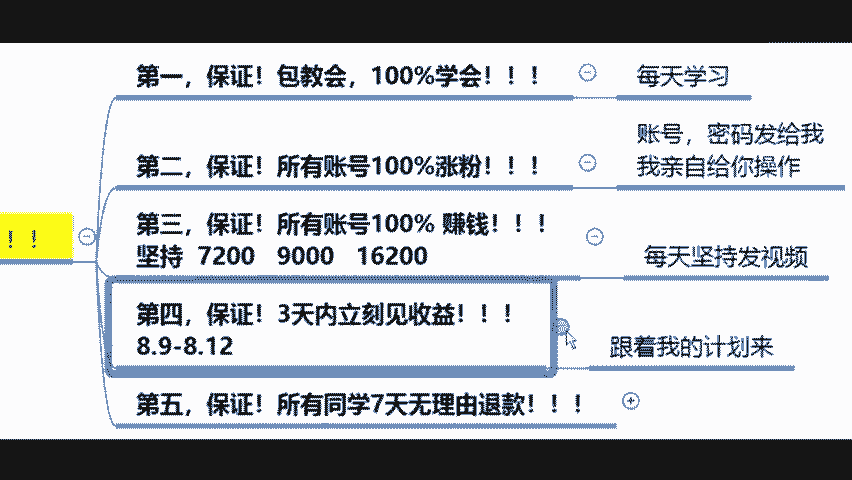 ！！
第一，保证！包教会，100%学会！！！
每天学习
第二，保证！所有账号100%涨粉！！！
账号，密码发给我
我亲自给你操作
第三，保证！所有账号100% 赚钱！！！
坚持 7200 9000 16200
每天坚持发视频
第四，保证！3天内立刻见收益！！！
8.9-8.12
跟着我的计划来
第五，保证！所有同学7天无理由退款！！！